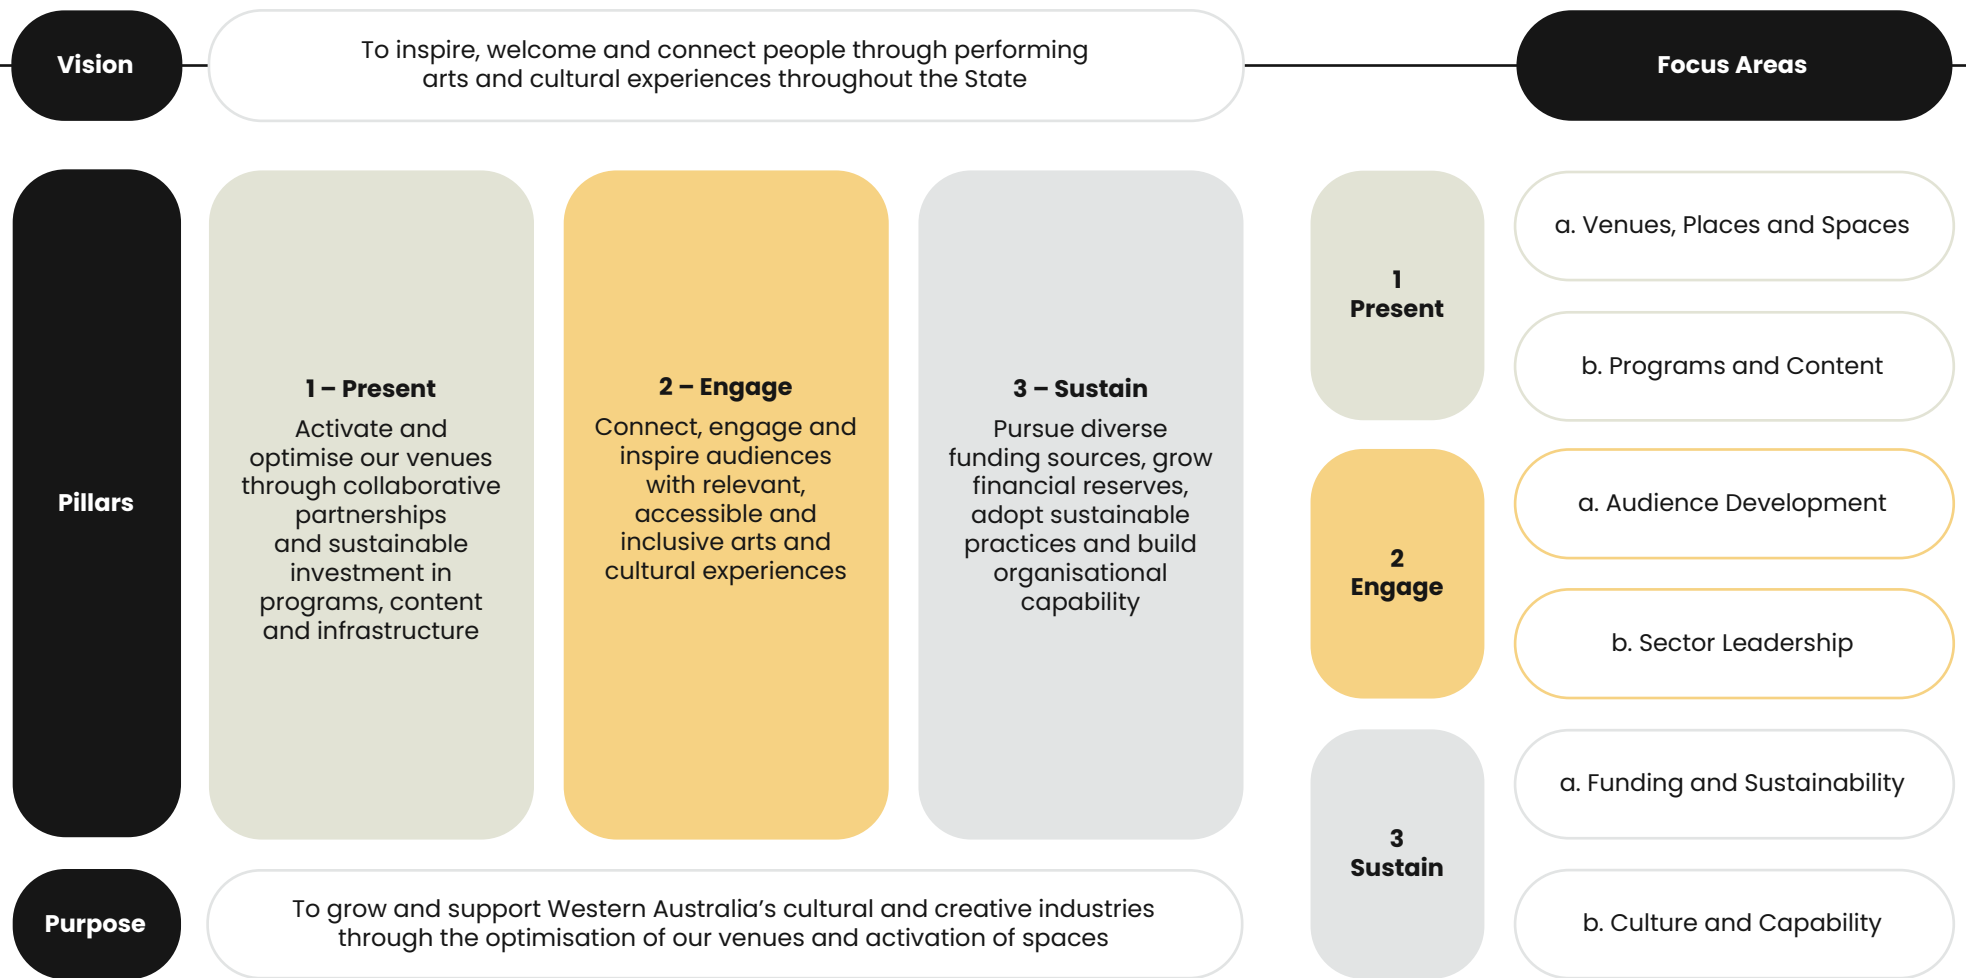 Vision
To inspire, welcome and connect people through performing
arts and cultural experiences throughout the State
Focus Areas
Pillars
1 – Present
Activate and
optimise our venues
through collaborative
partnerships
and sustainable
investment in
programs, content
and infrastructure
2 – Engage
Connect, engage and
inspire audiences
with relevant,
accessible and
inclusive arts and
cultural experiences
3 – Sustain
Pursue diverse
funding sources, grow
financial reserves,
adopt sustainable
practices and build
organisational
capability
Purpose
To grow and support Western Australia’s cultural and creative industries
through the optimisation of our venues and activation of spaces
1
Present
a. Venues, Places and Spaces
b. Programs and Content
2
Engage
a. Audience Development
b. Sector Leadership
3
Sustain
a. Funding and Sustainability
b. Culture and Capability